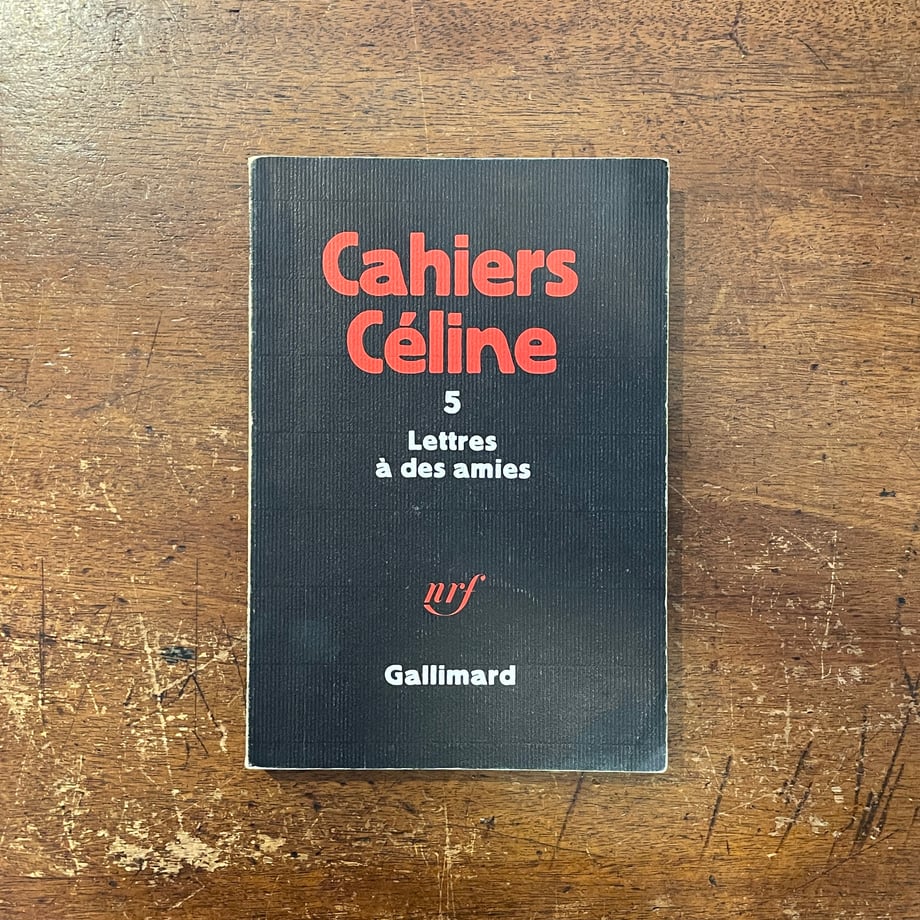 Cahiers
Céline
5
Lettres
à des amies
nrf
Gallimard